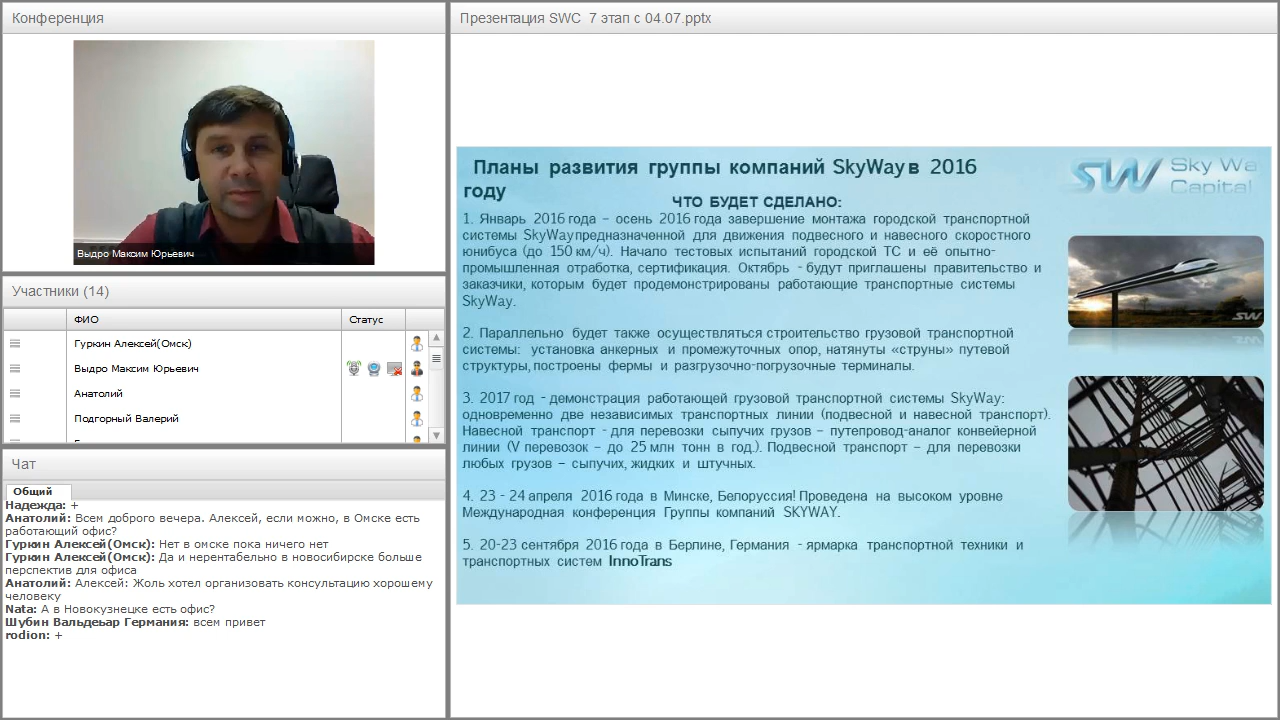 Конференция
Выдро Максим Юрьевич
Участники (14)
ФИО
Статус
Гуркин Алексей(Омск)
Выдро Максим Юрьевич
Анатолий
Подгорный Валерий
Чат
Общий
Надежда: +
Анатолий: Всем доброго вечера. Алексей, если можно, в Омске есть
работающий офис?
Гуркин Алексей(Омск): Нет в омске пока ничего нет
Гуркин Алексей(Омск): Да и нерентабельно в новосибирске больше
перспектив для офиса
Анатолий: Алексей: Жоль хотел организовать консультацию хорошему
человеку
Nata: А в Новокузнецке есть офис?
Шубин Вальдеьар Германия: всем привет
rodion: +
Презентация SWC 7 этап с 04.07.pptx
Планы развития группы компаний SkyWay в 2016
году
ЧТО БУДЕТ СДЕЛАНО:
1. Январь 2016 года – осень 2016 года завершение монтажа городской транспортной
системы SkyWay предназначенной для движения подвесного и навесного скоростного
юнибуса (до 150 км/ч). Начало тестовых испытаний городской ТС и её опытно-
промышленная отработка, сертификация. Октябрь - будут приглашены правительство и
заказчики, которым будет продемонстрированы работающие транспортные системы
SkyWay.
2. Параллельно будет также осуществляться строительство грузовой транспортной
системы: установка анкерных и промежуточных опор, натянуты «струны» путевой
структуры, построены фермы и разгрузочно-погрузочные терминалы.
3. 2017 год - демонстрация работающей грузовой транспортной системы SkyWay:
одновременно две независимых транспортных линии (подвесной и навесной транспорт).
Навесной транспорт - для перевозки сыпучих грузов – путепровод-аналог конвейерной
линии (V перевозок – до 25 млн тонн в год.). Подвесной транспорт – для перевозки
любых грузов – сыпучих, жидких и штучных.
4. 23 - 24 апреля 2016 года в Минске, Белоруссия! Проведена на высоком уровне
Международная конференция Группы компаний SKYWAY.
5. 20-23 сентября 2016 года в Берлине, Германия - ярмарка транспортной техники и
транспортных систем InnoTrans
SW Sky Wa
Capital
SW